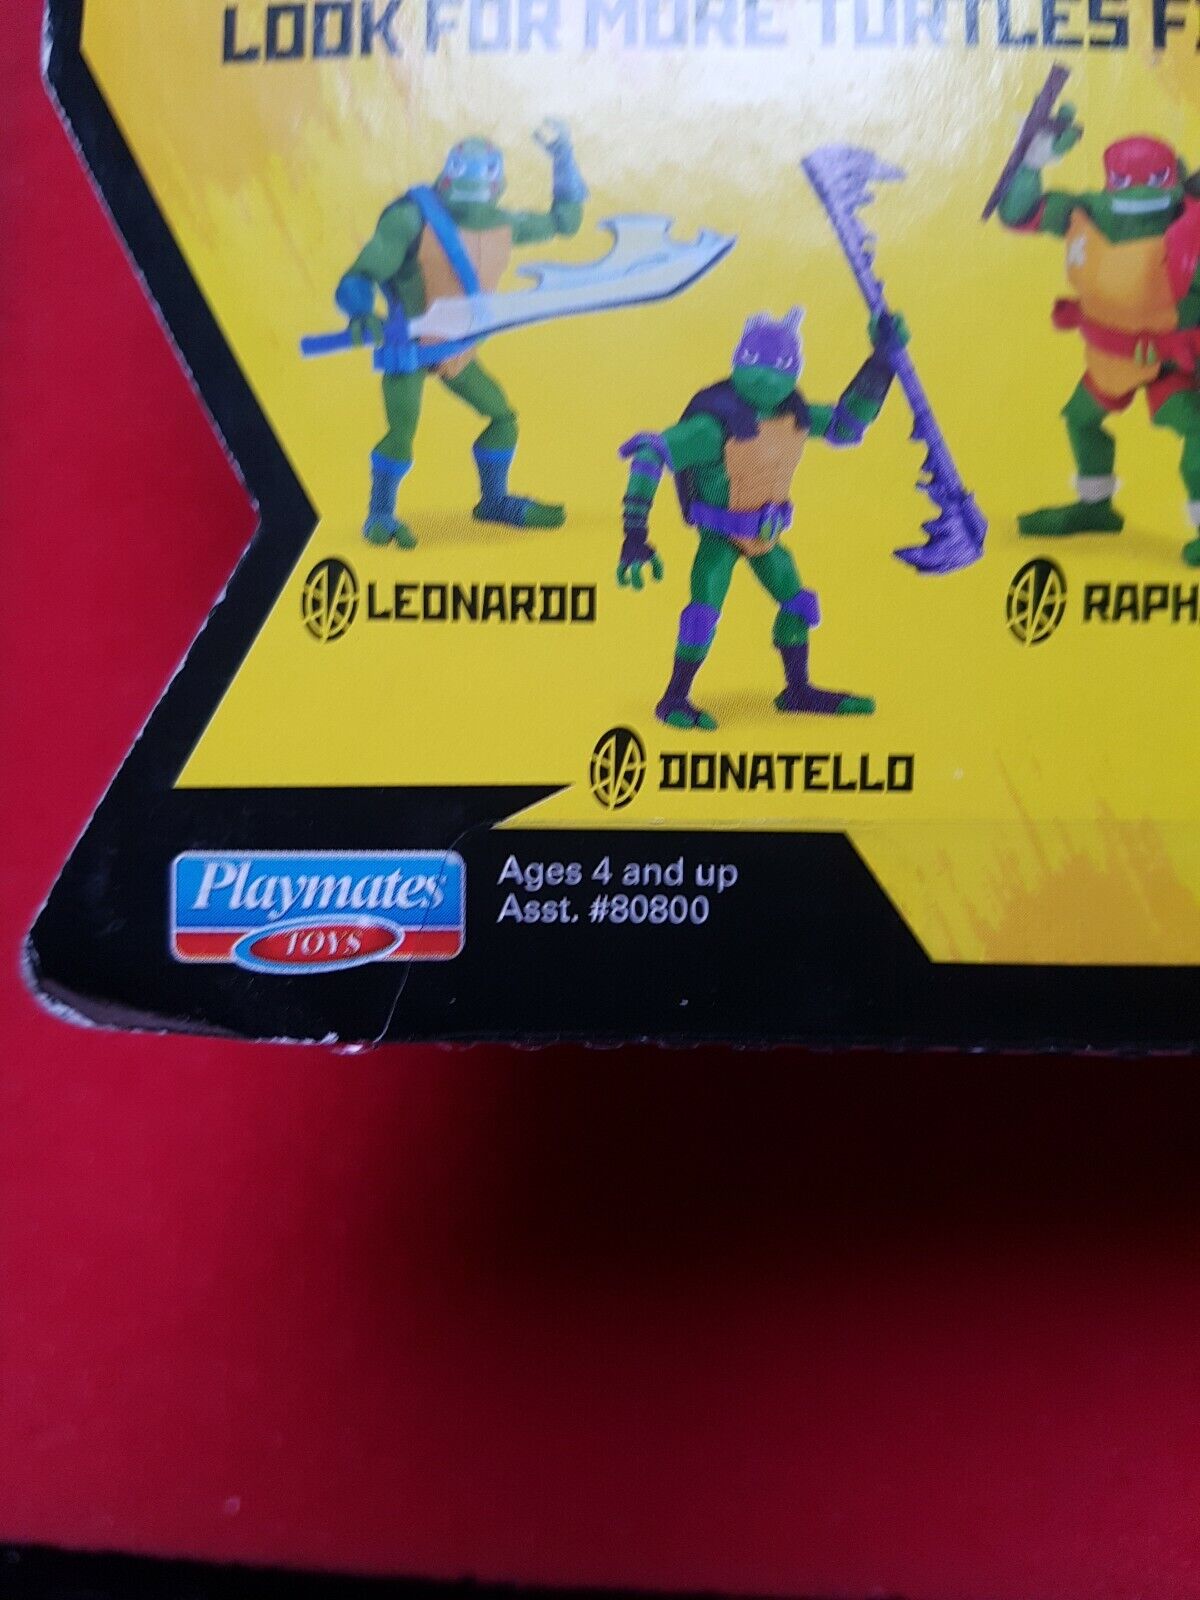 LOOK FOR MORE TURTLES
LEONARDO
RAPH
DONATELLO
Playmates
TOYS
Ages 4 and up
Asst. #80800